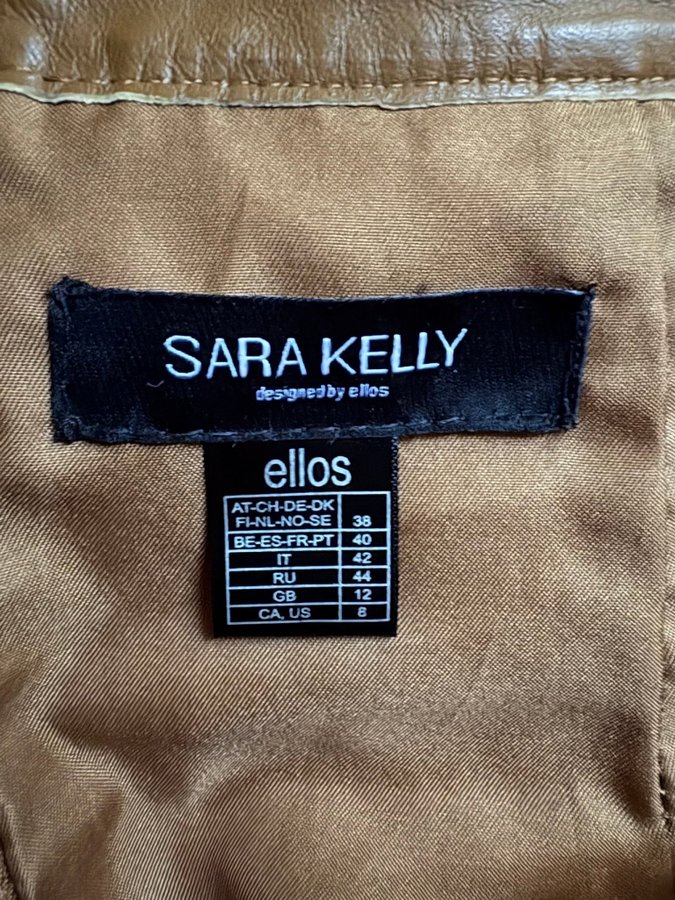 SARA KELLY
designed by ellos
ellos
AT-CH-DE-DK
FI-NL-NO-SE 38
BE-ES-FR-PT 40
IT 42
RU 44
GB 12
CA, US 8